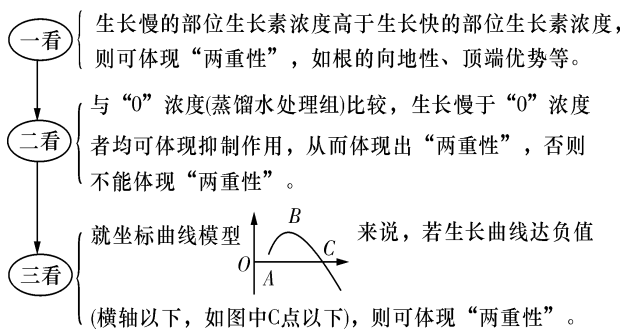 一看
生长慢的部位生长素浓度高于生长快的部位生长素浓度，
则可体现“两重性”，如根的向地性、顶端优势等。
二看
与“0”浓度(蒸馏水处理组)比较，生长慢于“0”浓度
者均可体现抑制作用，从而体现出“两重性”，否则
不能体现“两重性”。
三看
就坐标曲线模型
B
C
O
A
来说，若生长曲线达负值
(横轴以下，如图中C点以下)，则可体现“两重性”。